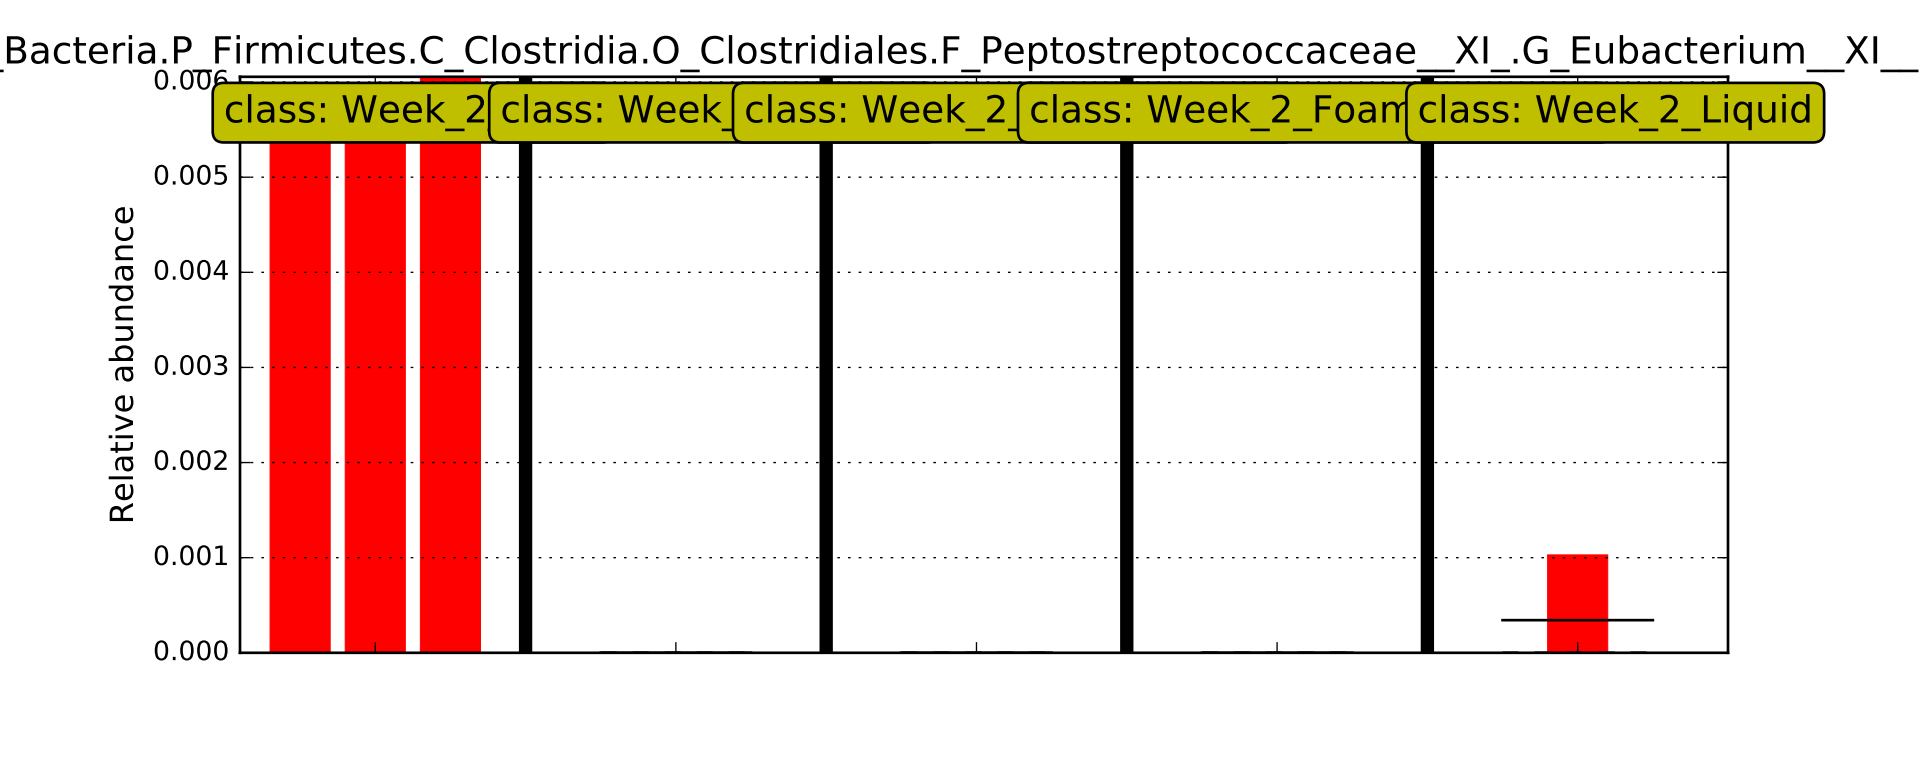 _Bacteria.P_Firmicutes.C_Clostridia.O_Clostridiales.F_Peptostreptococcaceae__XI_.G_Eubacterium__XI__
0.006
class: Week_2_ class: Week_ class: Week_2_ class: Week_2_Foam class: Week_2_Liquid
0.005
0.004
0.003
0.002
0.001
0.000
Relative abundance